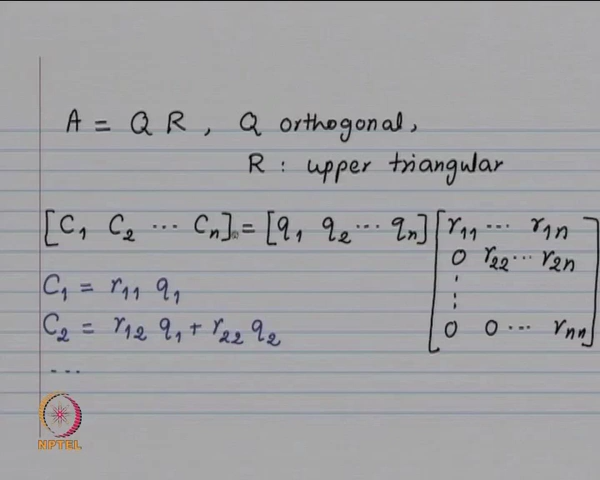 A = Q R , Q orthogonal,
R : upper triangular
[C₁ C₂ ⋯ Cₙ] = [q₁ q₂ ⋯ qₙ] [r₁₁ ⋯ r₁ₙ
0 r₂₂ ⋯ r₂ₙ
⋮
0 0 ⋯ rₙₙ]
C₁ = r₁₁ q₁
C₂ = r₁₂ q₁ + r₂₂ q₂
...
NPTEL